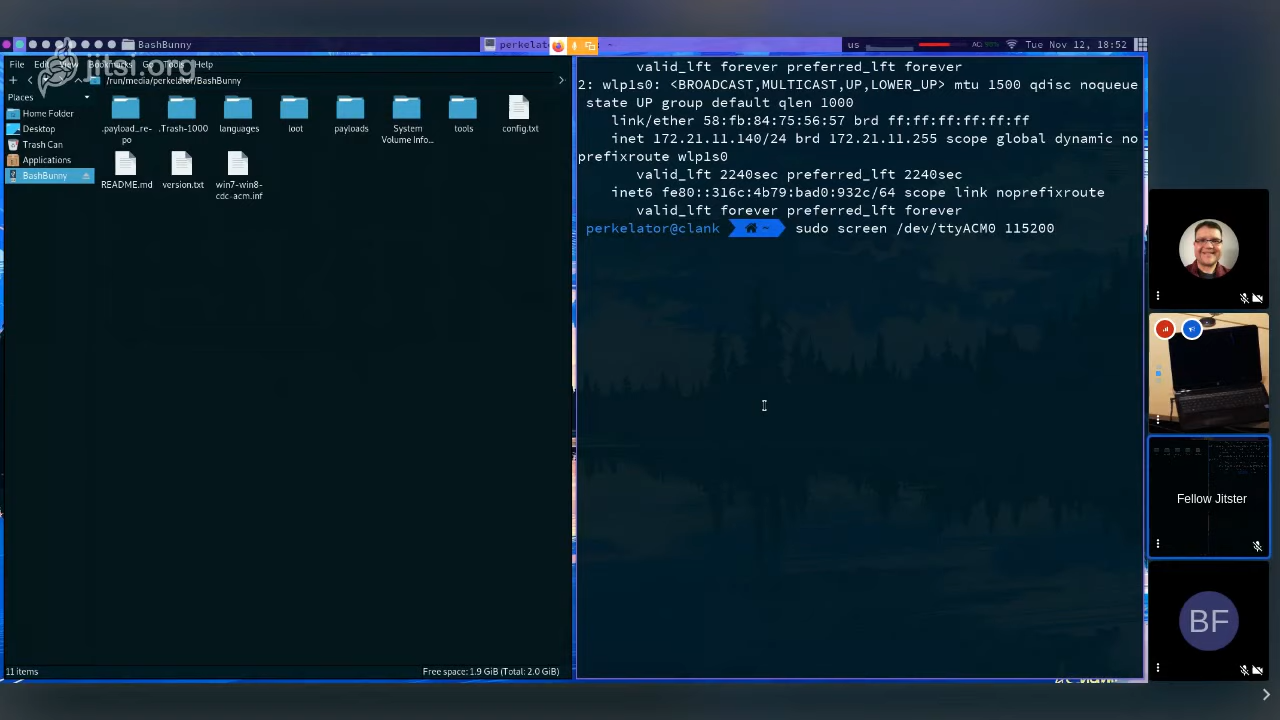 jitsi.org
BashBunny
perkelat
~
us
AC
Tue Nov 12, 18:52
File Edit View Bookmarks Go Tools Help
/run/media/perkelator/BashBunny
Places
Home Folder
Desktop
Trash Can
Applications
BashBunny
.payload_re-
po
.Trash-1000
languages
loot
payloads
System
Volume Info...
tools
config.txt
README.md
version.txt
win7-win8-
cdc-acm.inf
11 items
Free space: 1.9 GiB (Total: 2.0 GiB)
valid_lft forever preferred_lft forever
2: wlp1s0: <BROADCAST,MULTICAST,UP,LOWER_UP> mtu 1500 qdisc noqueue
state UP group default qlen 1000
link/ether 58:fb:84:75:56:57 brd ff:ff:ff:ff:ff:ff
inet 172.21.11.140/24 brd 172.21.11.255 scope global dynamic no
prefixroute wlp1s0
valid_lft 2240sec preferred_lft 2240sec
inet6 fe80::316c:4b79:bad0:932c/64 scope link noprefixroute
valid_lft forever preferred_lft forever
perkelator@clank ~ sudo screen /dev/ttyACM0 115200
Fellow Jitster
BF